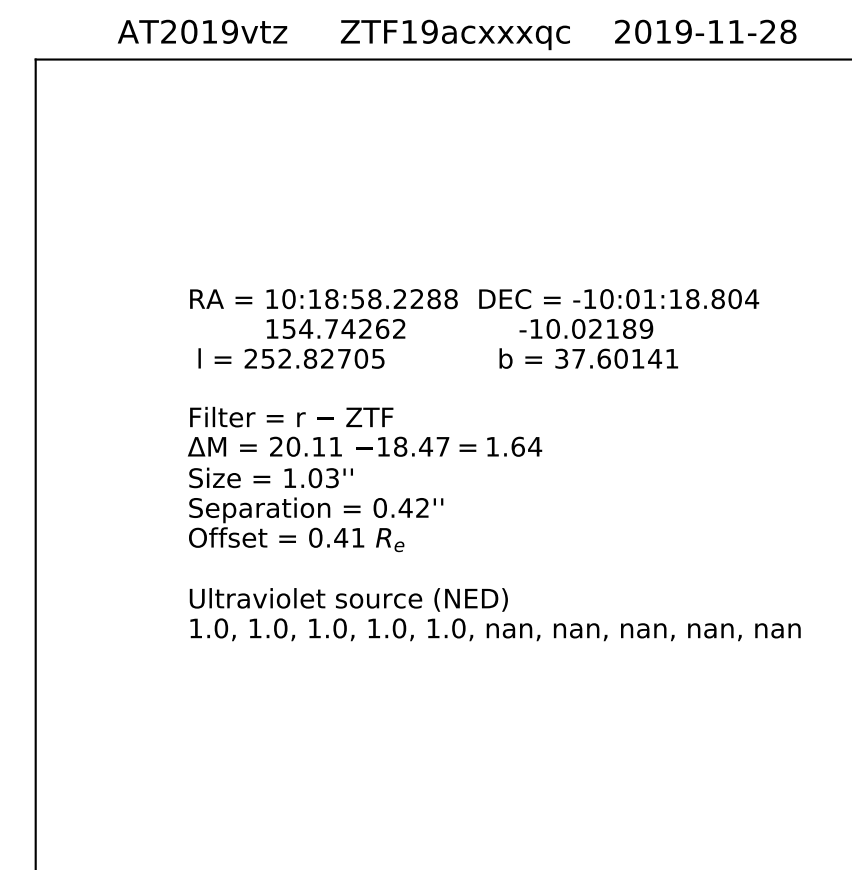 AT2019vtz ZTF19acxxxqc 2019-11-28
RA = 10:18:58.2288 DEC = -10:01:18.804
154.74262 -10.02189
l = 252.82705 b = 37.60141
Filter = r − ZTF
ΔM = 20.11 −18.47 = 1.64
Size = 1.03''
Separation = 0.42''
Offset = 0.41 Re
Ultraviolet source (NED)
1.0, 1.0, 1.0, 1.0, 1.0, nan, nan, nan, nan, nan